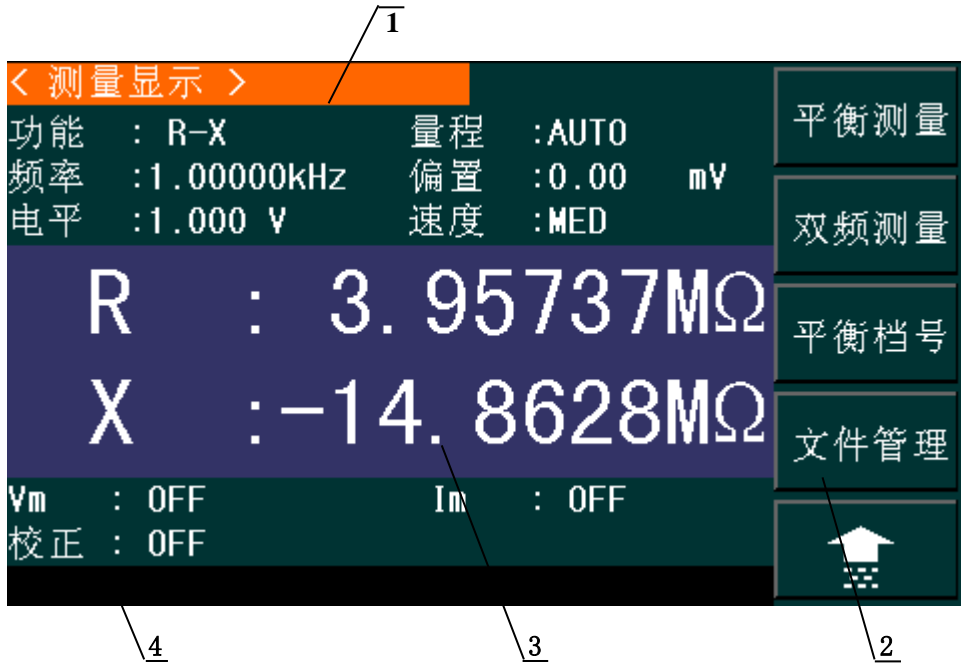 1
< 测量显示 >
功能 : R-X 量程 :AUTO
频率 :1.00000kHz 偏置 :0.00 mV
电平 :1.000 V 速度 :MED
R : 3.95737MΩ
X :-14.8628MΩ
Vm : OFF Im : OFF
校正 : OFF
平衡测量
双频测量
平衡档号
文件管理
4 3 2